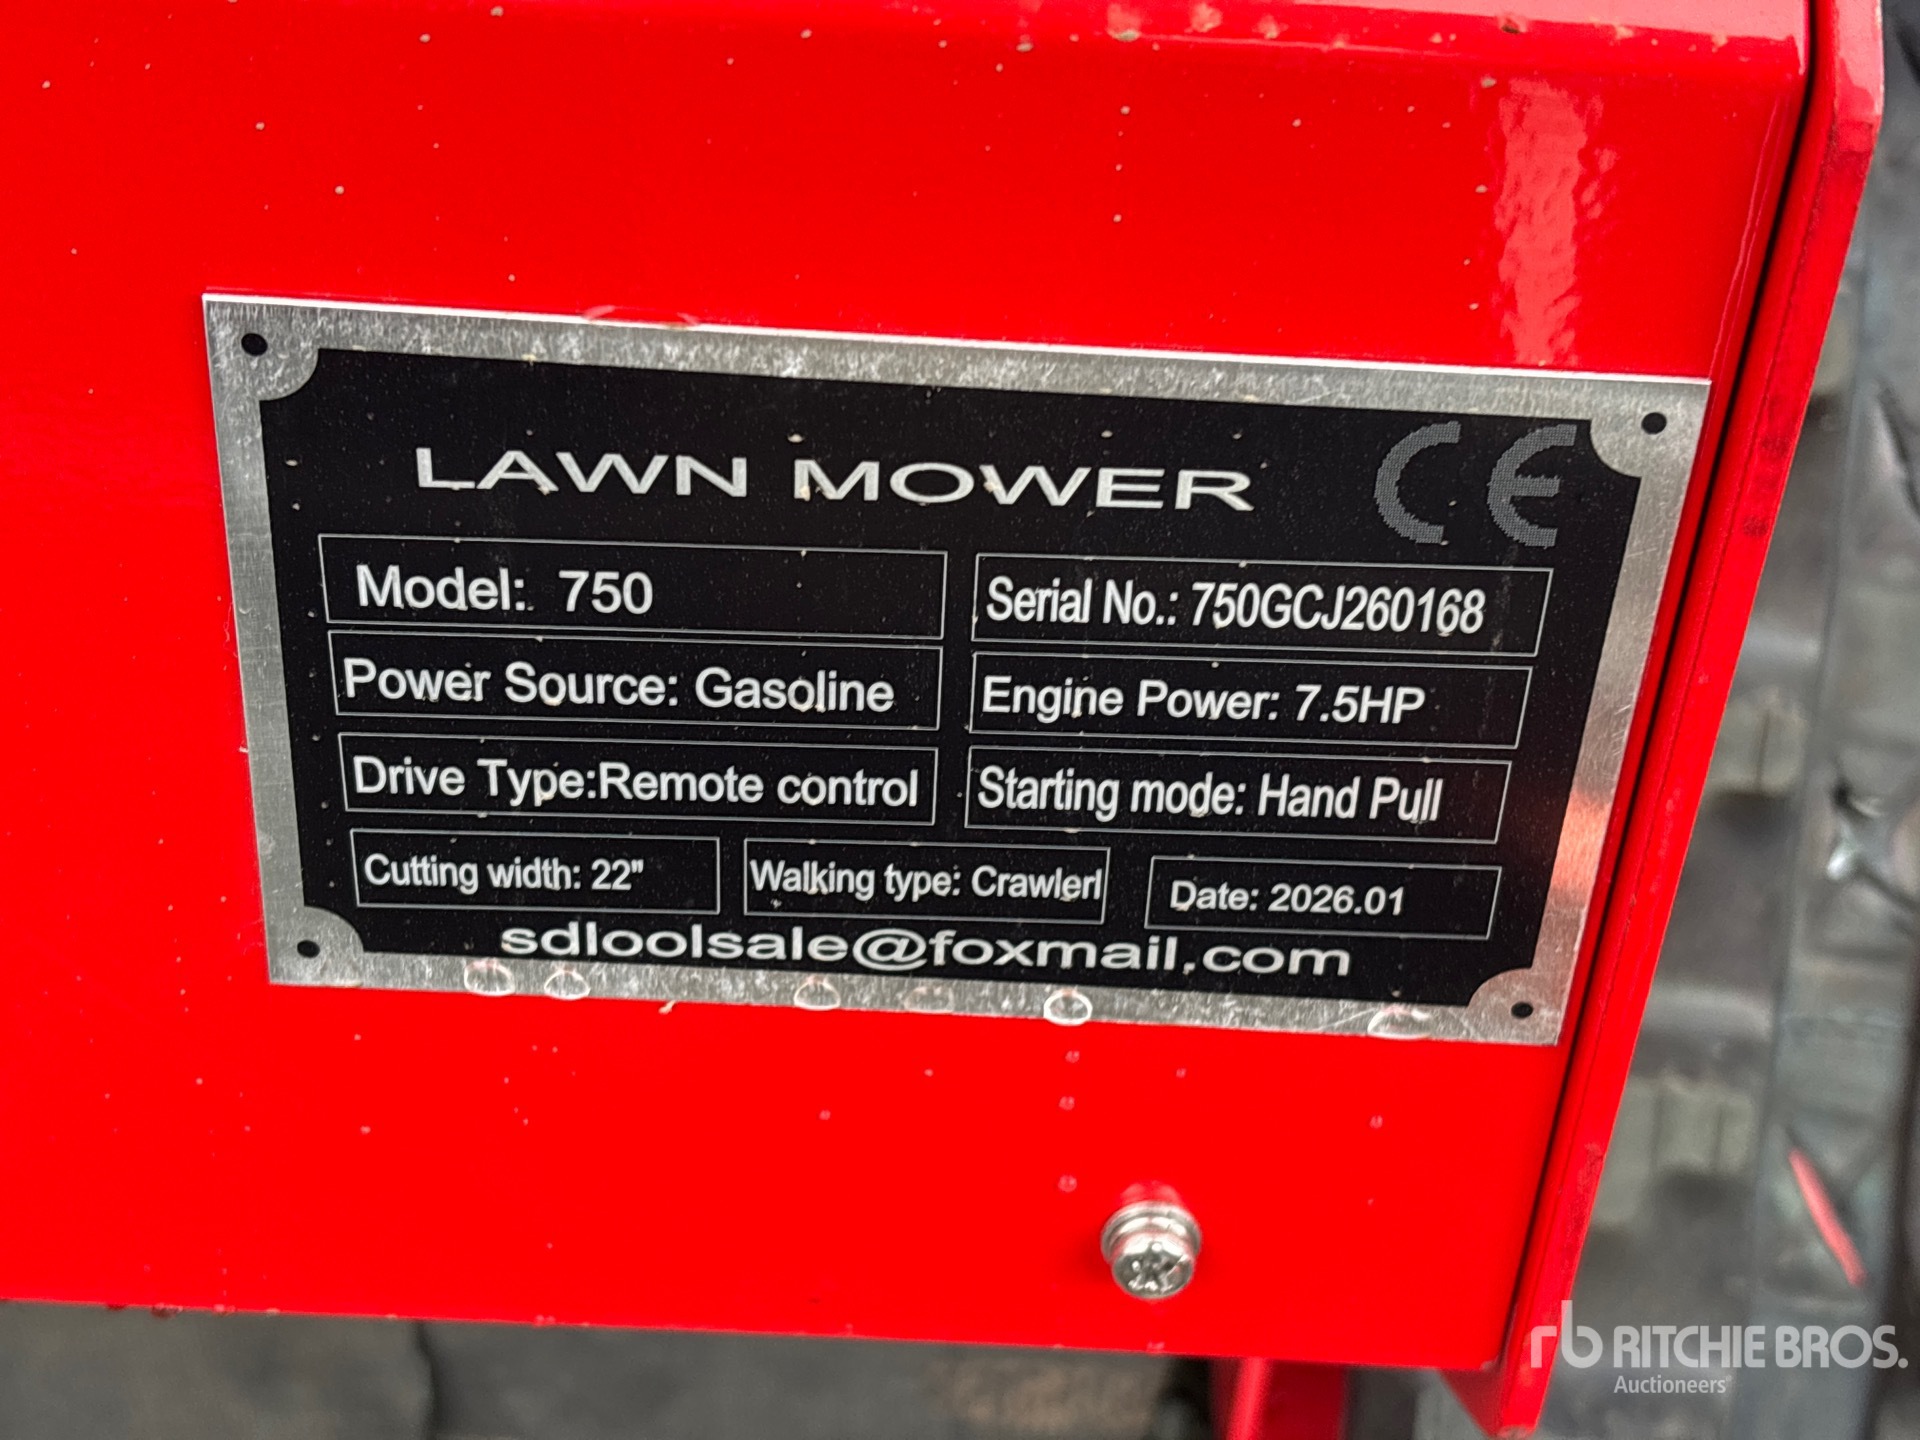 LAWN MOWER CE
Model: 750
Serial No.: 750GCJ260168
Power Source: Gasoline
Engine Power: 7.5HP
Drive Type:Remote control
Starting mode: Hand Pull
Cutting width: 22"
Walking type: Crawlerl
Date: 2026.01
sdloolsale@foxmail.com
rb RITCHIE BROS.
Auctioneers